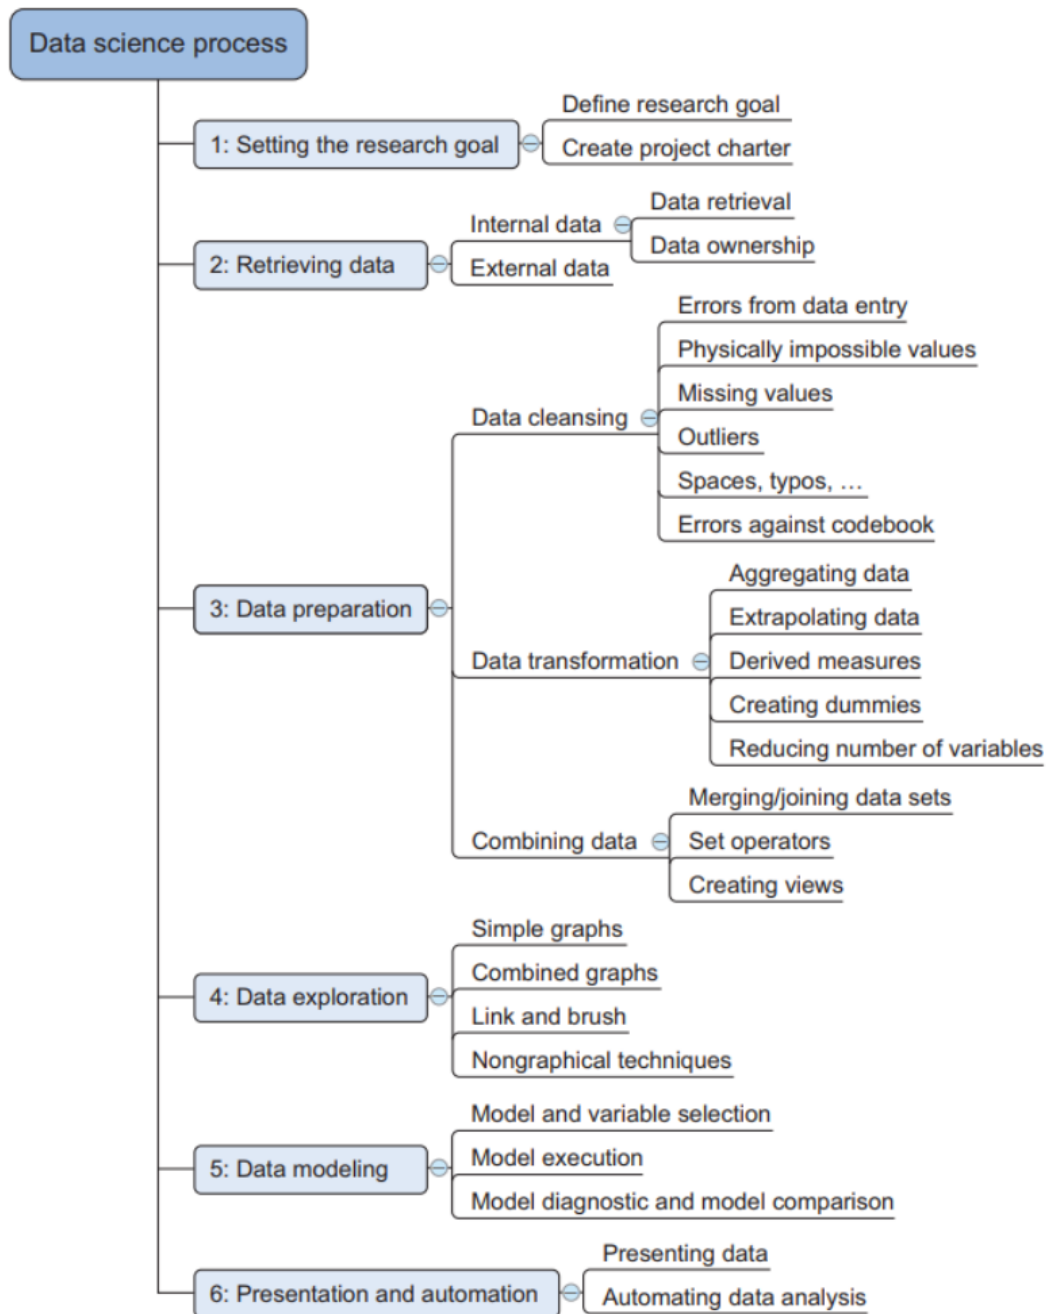 Data science process
1: Setting the research goal
Define research goal
Create project charter
2: Retrieving data
Internal data
Data retrieval
Data ownership
External data
3: Data preparation
Data cleansing
Errors from data entry
Physically impossible values
Missing values
Outliers
Spaces, typos, …
Errors against codebook
Data transformation
Aggregating data
Extrapolating data
Derived measures
Creating dummies
Reducing number of variables
Combining data
Merging/joining data sets
Set operators
Creating views
4: Data exploration
Simple graphs
Combined graphs
Link and brush
Nongraphical techniques
5: Data modeling
Model and variable selection
Model execution
Model diagnostic and model comparison
6: Presentation and automation
Presenting data
Automating data analysis